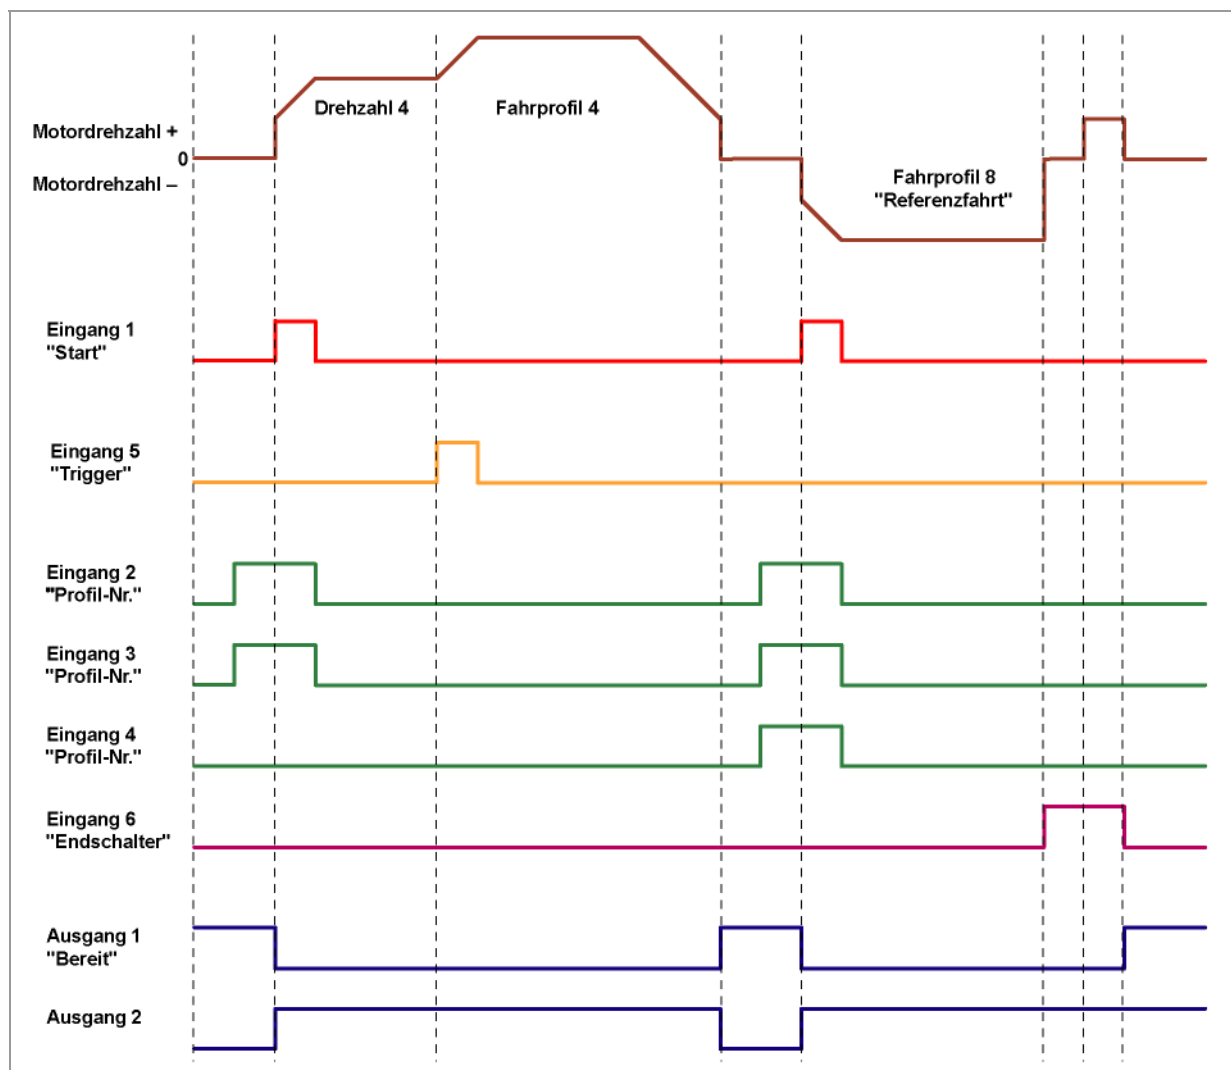 Drehzahl 4
Fahrprofil 4
Motordrehzahl +
0
Motordrehzahl –
Fahrprofil 8
"Referenzfahrt"
Eingang 1
"Start"
Eingang 5
"Trigger"
Eingang 2
"Profil-Nr."
Eingang 3
"Profil-Nr."
Eingang 4
"Profil-Nr."
Eingang 6
"Endschalter"
Ausgang 1
"Bereit"
Ausgang 2